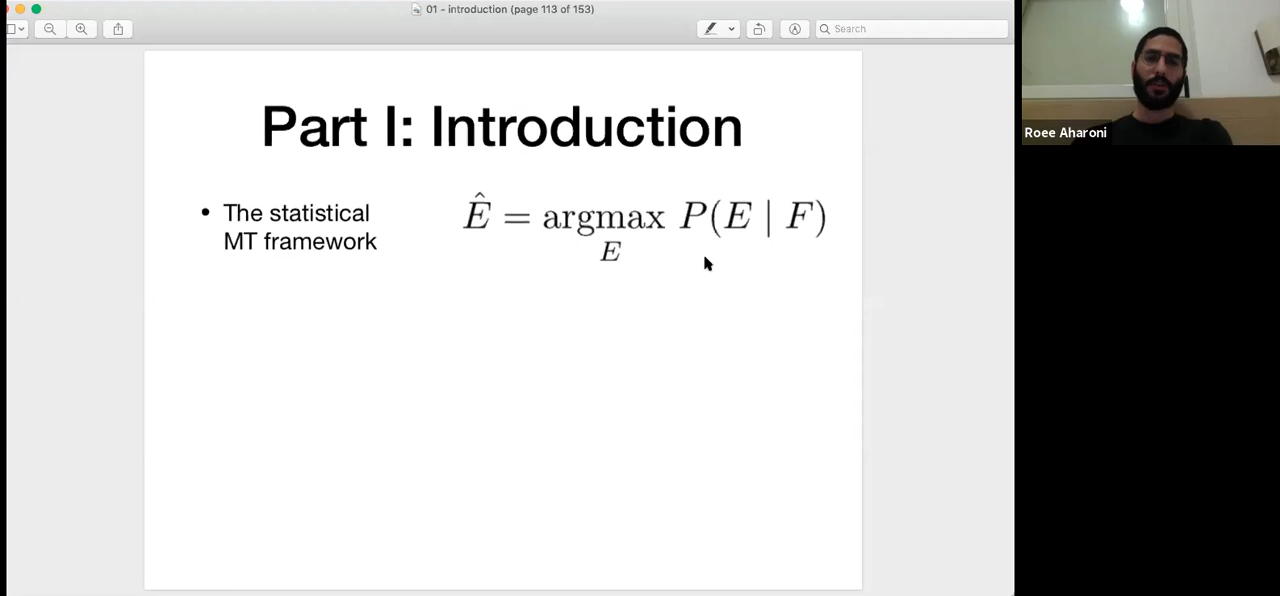 01 - introduction (page 113 of 153)
Search
Part I: Introduction
• The statistical
MT framework
Ê = argmax P(E | F)
E
Roee Aharoni